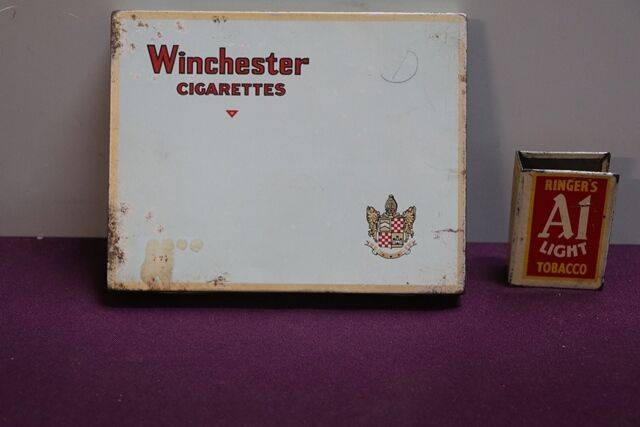 Winchester
CIGARETTES
RINGER'S
A1
LIGHT
TOBACCO